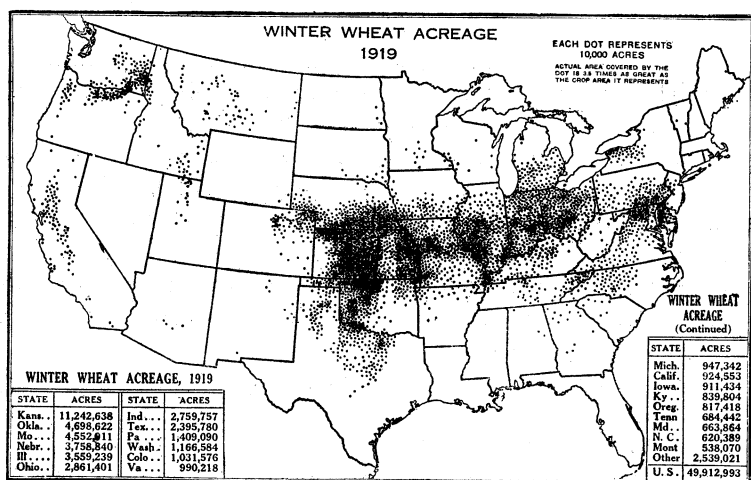 WINTER WHEAT ACREAGE
1919
EACH DOT REPRESENTS
10,000 ACRES
ACTUAL AREA COVERED BY THE
DOT IS 3.5 TIMES AS GREAT AS
THE CROP AREA IT REPRESENTS
WINTER WHEAT ACREAGE, 1919
STATE ACRES STATE ACRES
Kans.. 11,242,638 Ind... 2,759,757
Okla.. 4,698,622 Tex... 2,395,780
Mo... 4,552,911 Pa... 1,409,090
Nebr.. 3,758,840 Wash.. 1,166,584
Ill.... 3,559,239 Colo.. 1,031,576
Ohio.. 2,861,401 Va... 990,218
WINTER WHEAT
ACREAGE
(Continued)
STATE ACRES
Mich. 947,342
Calif. 924,553
Iowa. 911,434
Ky.. 839,804
Oreg. 817,418
Tenn 684,442
Md.. 663,864
N. C. 620,389
Mont 538,070
Other 2,539,021
U. S. 49,912,993